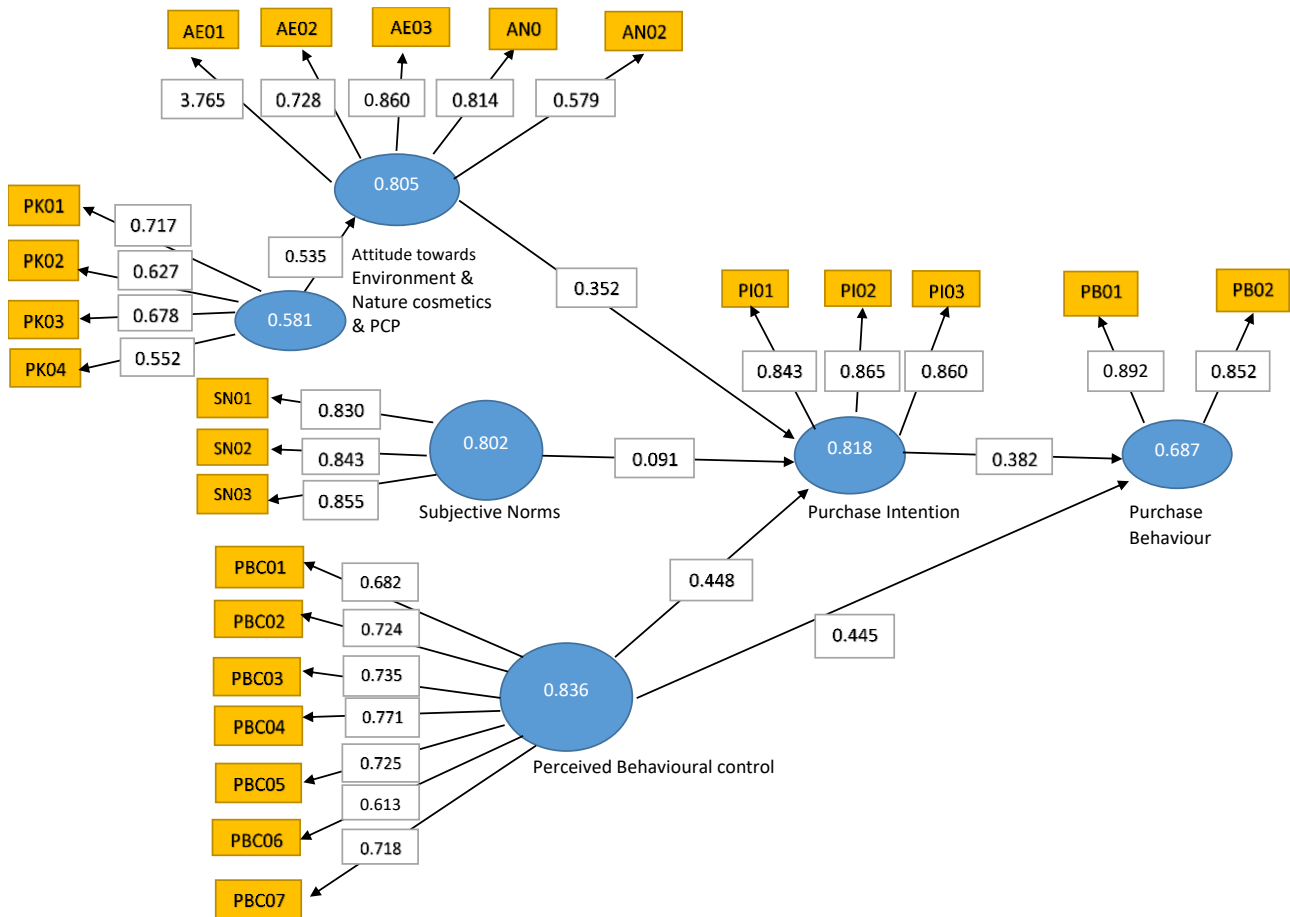 AE01
AE02
AE03
AN0
AN02
3.765
0.728
0.860
0.814
0.579
0.805
PK01
PK02
PK03
PK04
0.717
0.627
0.678
0.552
0.535
0.581
Attitude towards
Environment &
Nature cosmetics
& PCP
0.352
PI01
PI02
PI03
0.843
0.865
0.860
0.818
Purchase Intention
PB01
PB02
0.892
0.852
0.687
Purchase
Behaviour
0.382
SN01
SN02
SN03
0.830
0.843
0.855
0.802
Subjective Norms
0.091
PBC01
PBC02
PBC03
PBC04
PBC05
PBC06
PBC07
0.682
0.724
0.735
0.771
0.725
0.613
0.718
0.836
Perceived Behavioural control
0.448
0.445